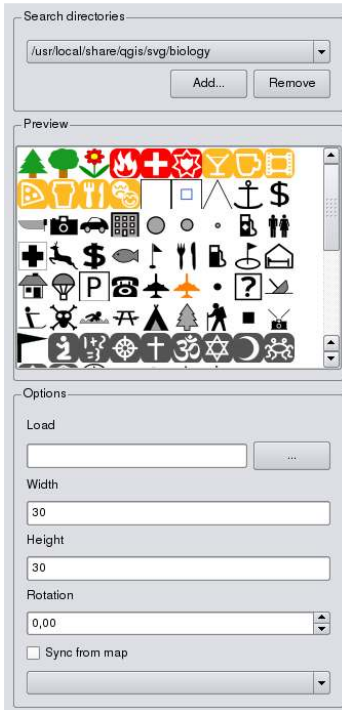 Search directories
/usr/local/share/qgis/svg/biology
Add... Remove
Preview
$
$
P ?
Options
Load
...
Width
30
Height
30
Rotation
0,00
Sync from map